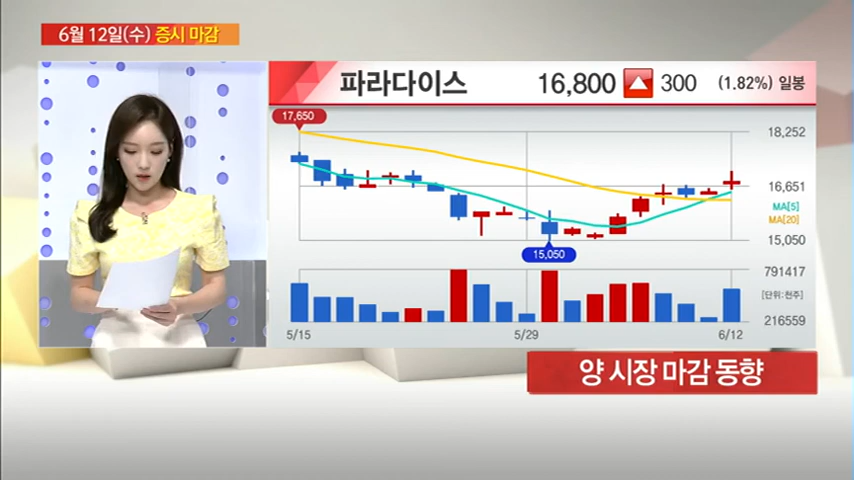 6월 12일(수) 증시 마감
파라다이스 16,800 300 (1.82%) 일봉
17,650
18,252
16,651
MA[5]
MA[20]
15,050
15,050
791417
[단위:천주]
216559
5/15 5/29 6/12
양 시장 마감 동향